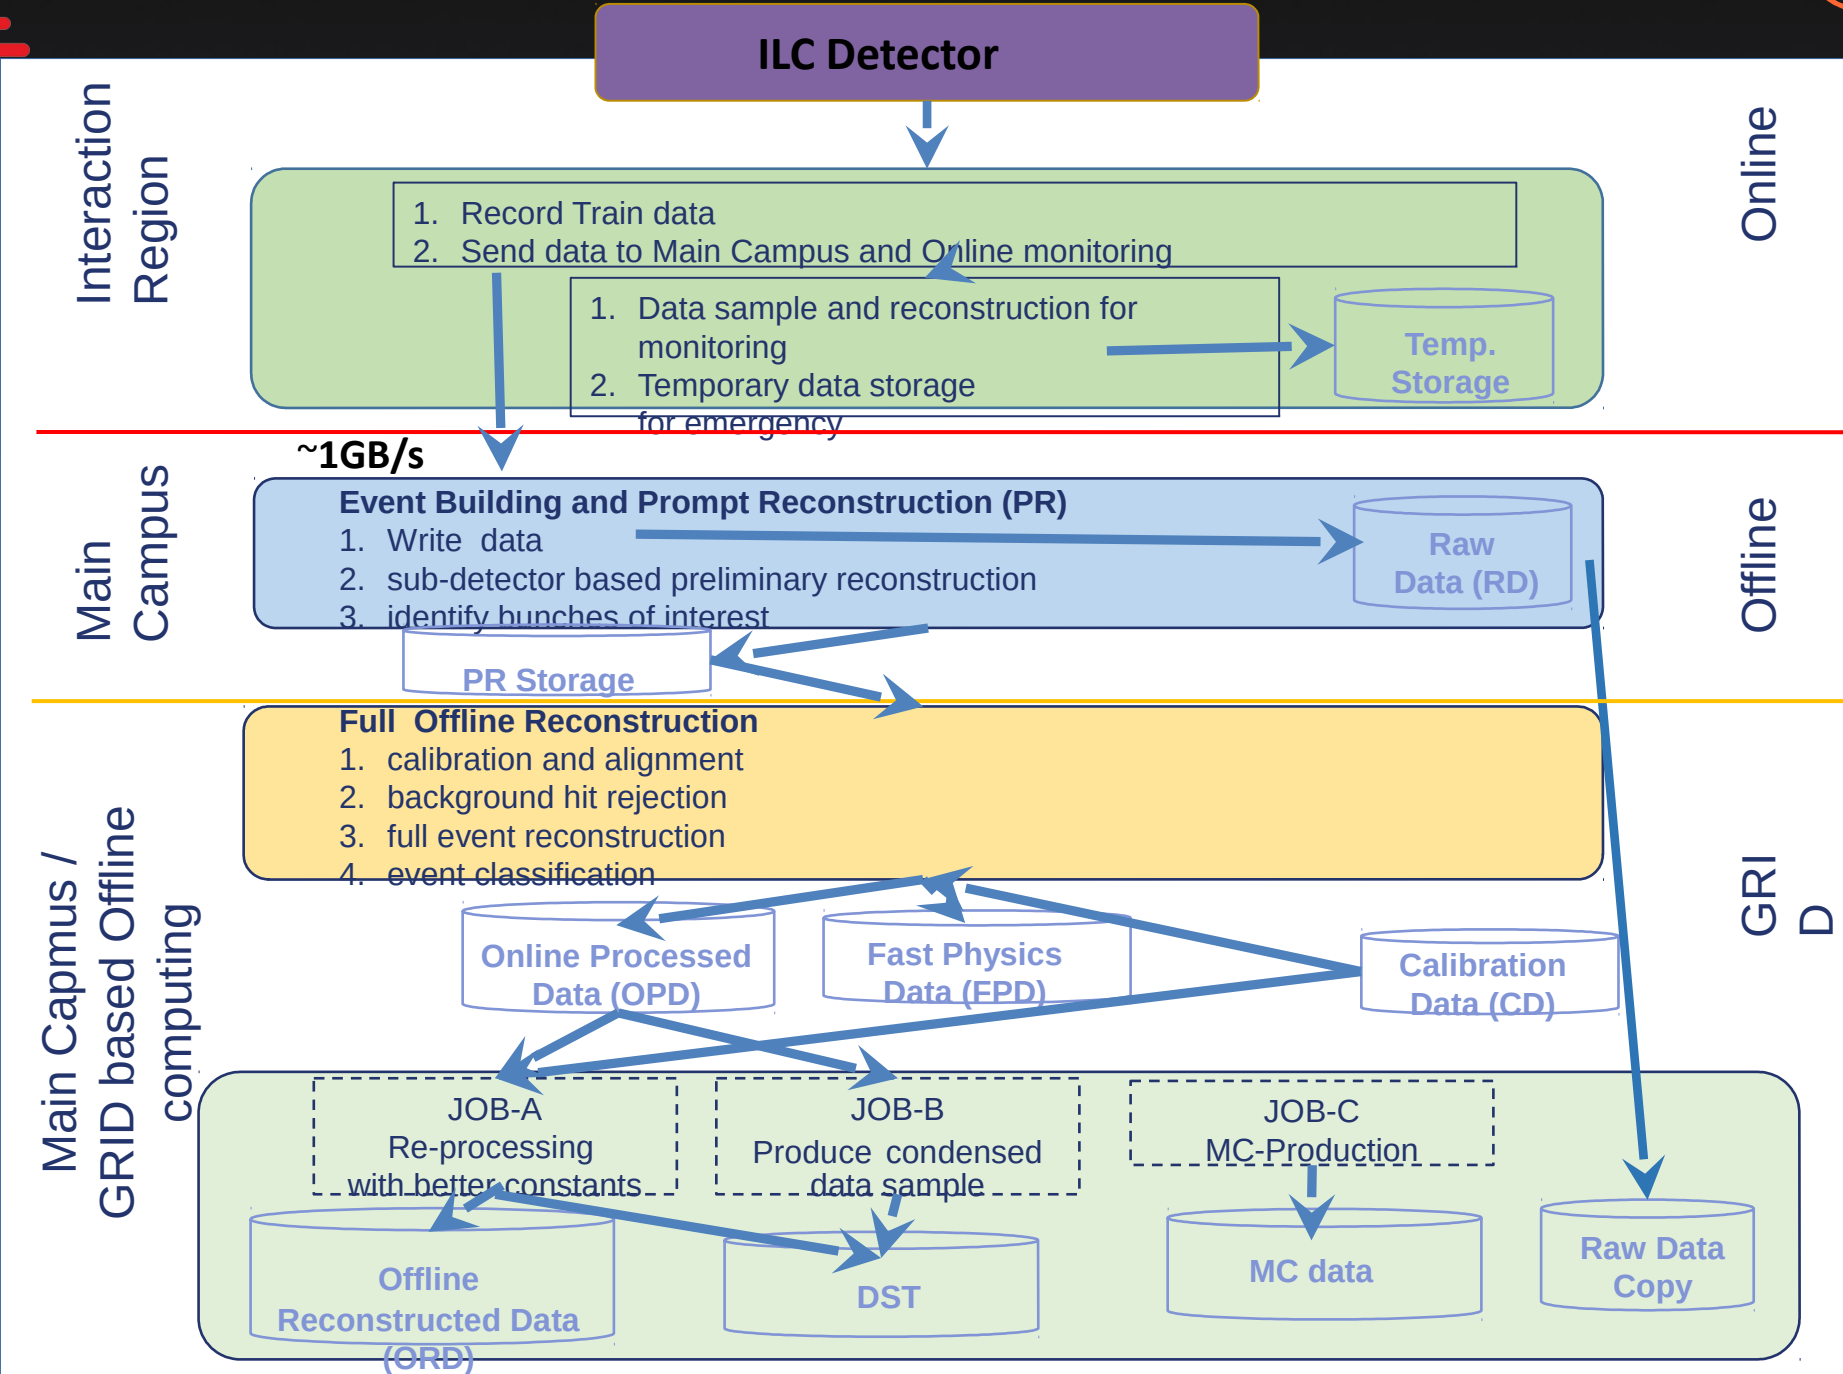 ILC Detector
Interaction
Region
Online
1. Record Train data
2. Send data to Main Campus and Online monitoring
1. Data sample and reconstruction for
monitoring
2. Temporary data storage
for emergency
Temp.
Storage
~1GB/s
Main
Campus
Offline
Event Building and Prompt Reconstruction (PR)
1. Write data
2. sub-detector based preliminary reconstruction
3. identify bunches of interest
Raw
Data (RD)
PR Storage
Main Capmus /
GRID based Offline
computing
GRI
D
Full Offline Reconstruction
1. calibration and alignment
2. background hit rejection
3. full event reconstruction
4. event classification
Online Processed
Data (OPD)
Fast Physics
Data (FPD)
Calibration
Data (CD)
JOB-A
Re-processing
with better constants
JOB-B
Produce condensed
data sample
JOB-C
MC-Production
Offline
Reconstructed Data
(ORD)
DST
MC data
Raw Data
Copy